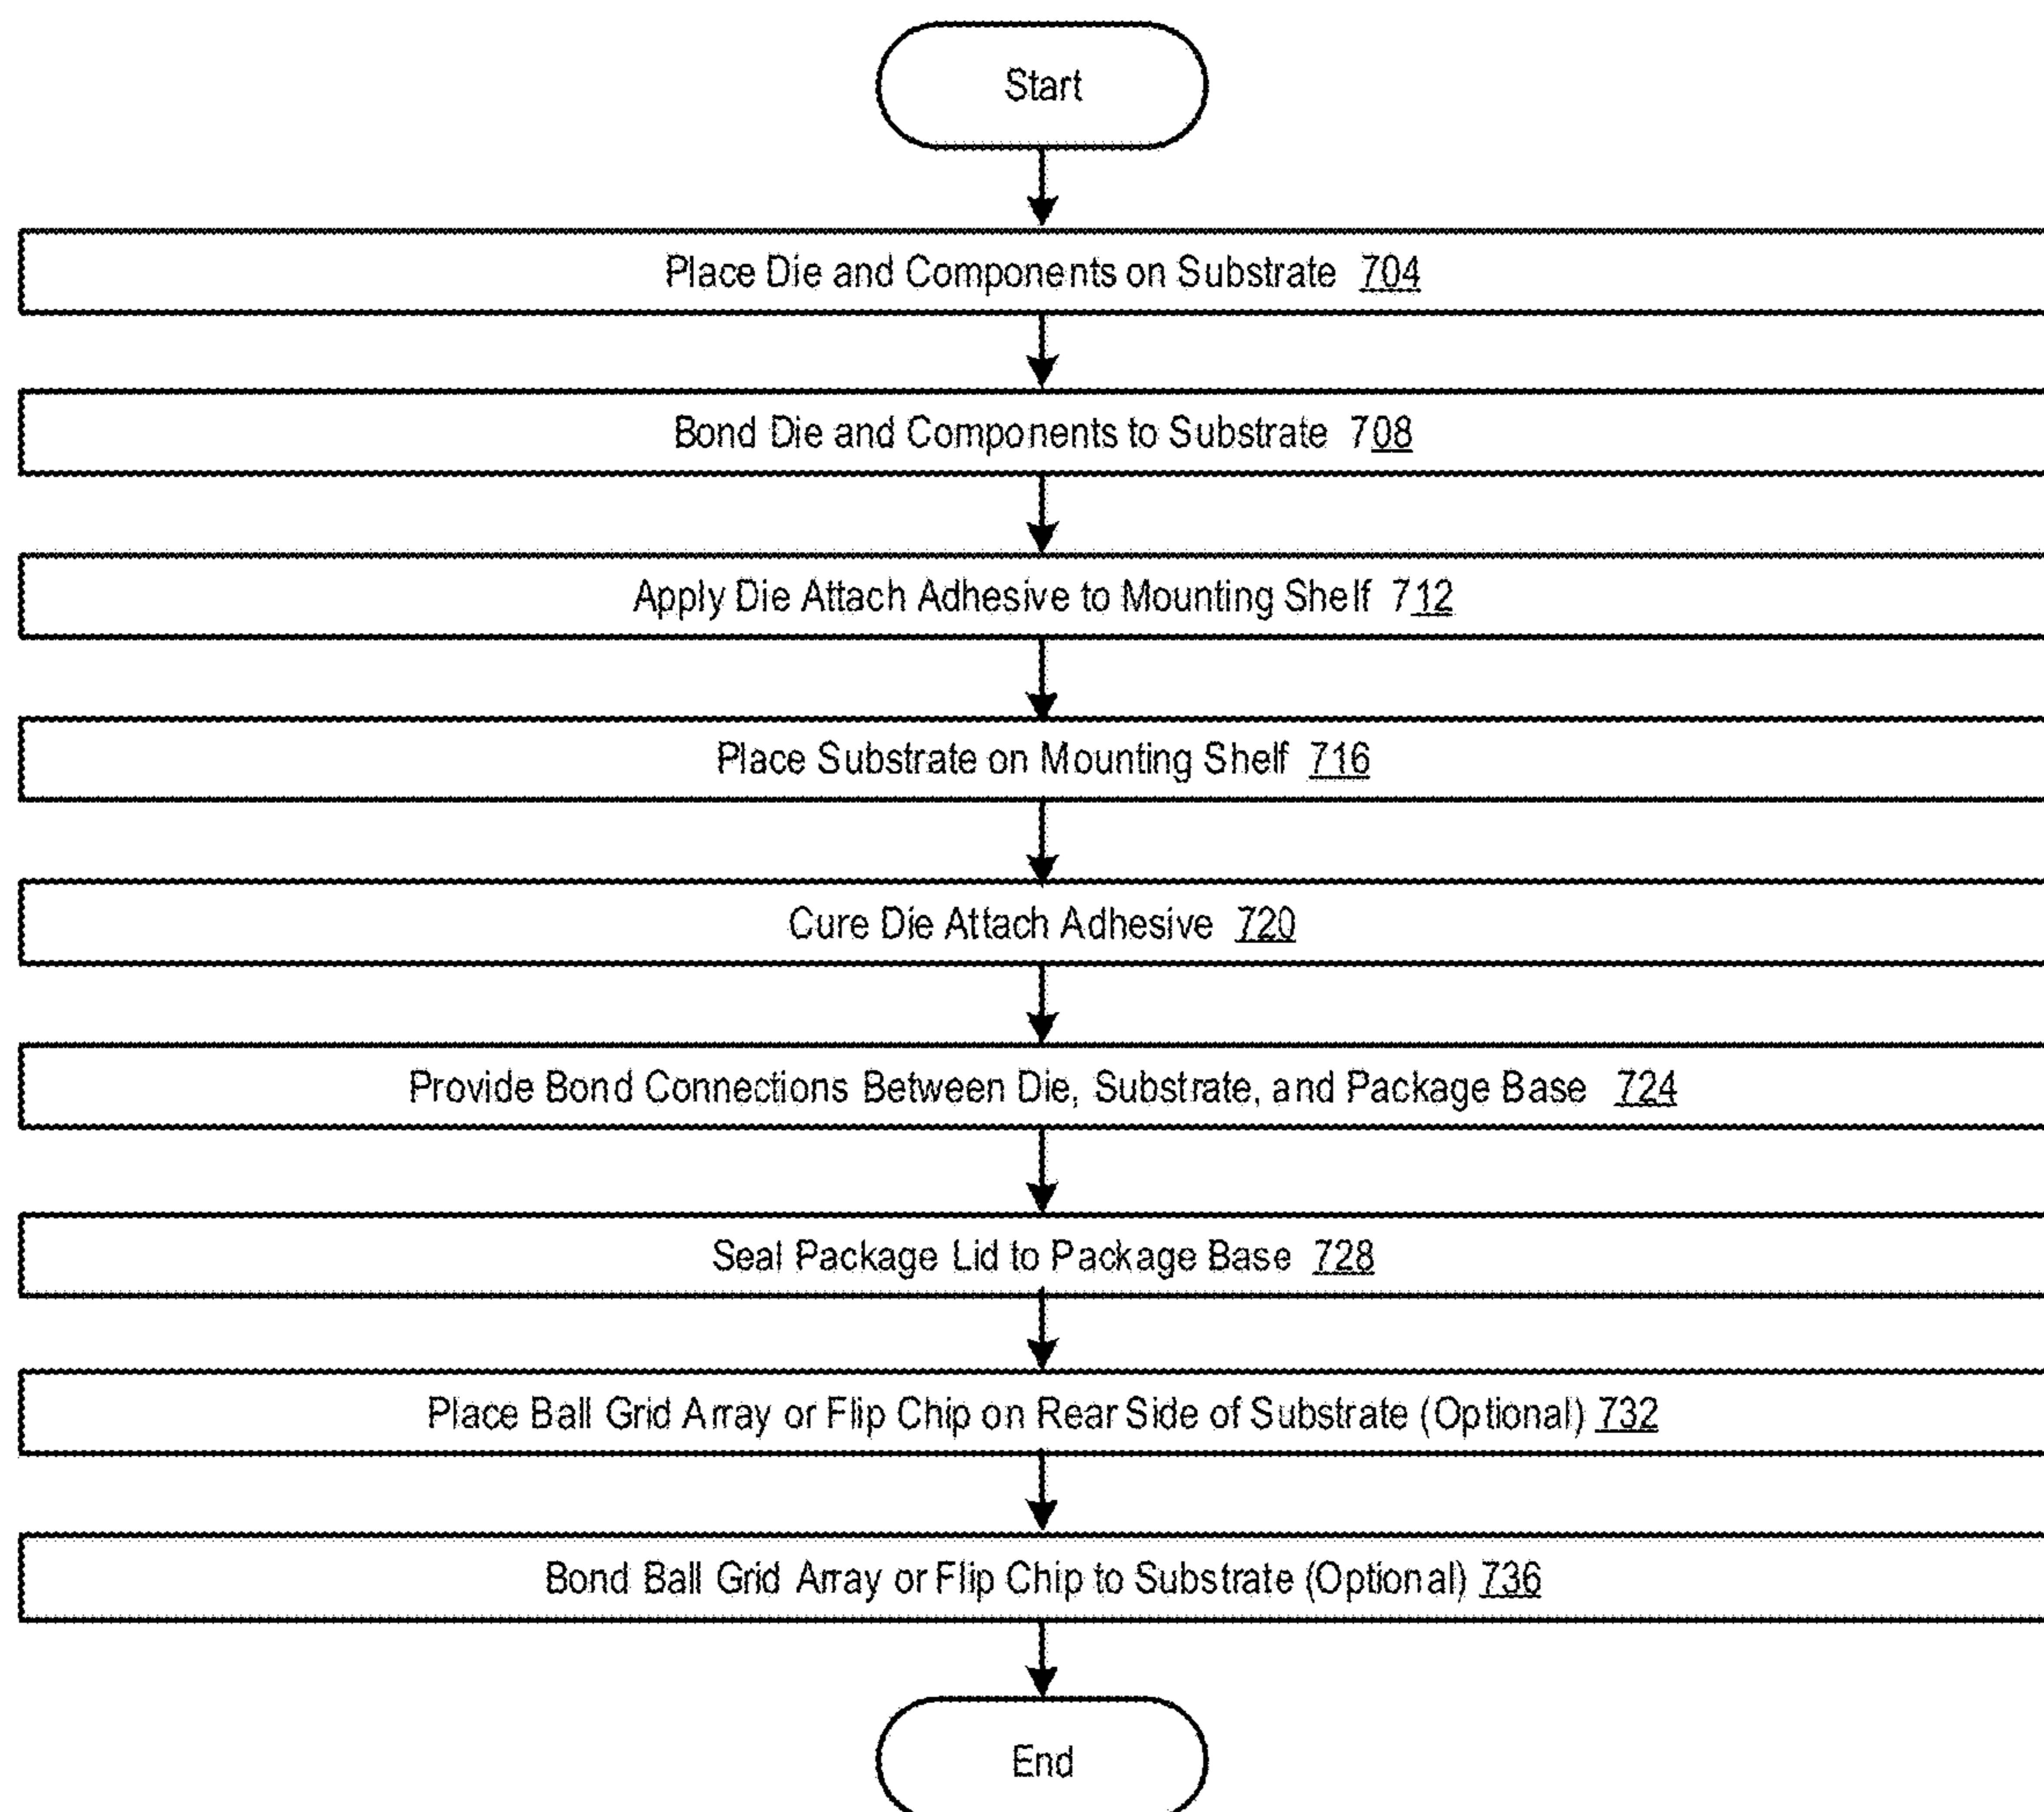 Start
Place Die and Components on Substrate 704
Bond Die and Components to Substrate 708
Apply Die Attach Adhesive to Mounting Shelf 712
Place Substrate on Mounting Shelf 716
Cure Die Attach Adhesive 720
Provide Bond Connections Between Die, Substrate, and Package Base 724
Seal Package Lid to Package Base 728
Place Ball Grid Array or Flip Chip on Rear Side of Substrate (Optional) 732
Bond Ball Grid Array or Flip Chip to Substrate (Optional) 736
End